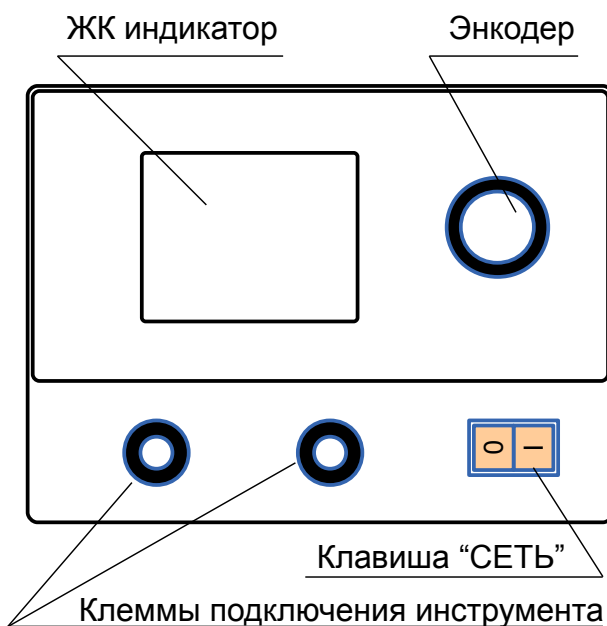 ЖК индикатор
Энкодер
0 I
Клавиша “СЕТЬ”
Клеммы подключения инструмента